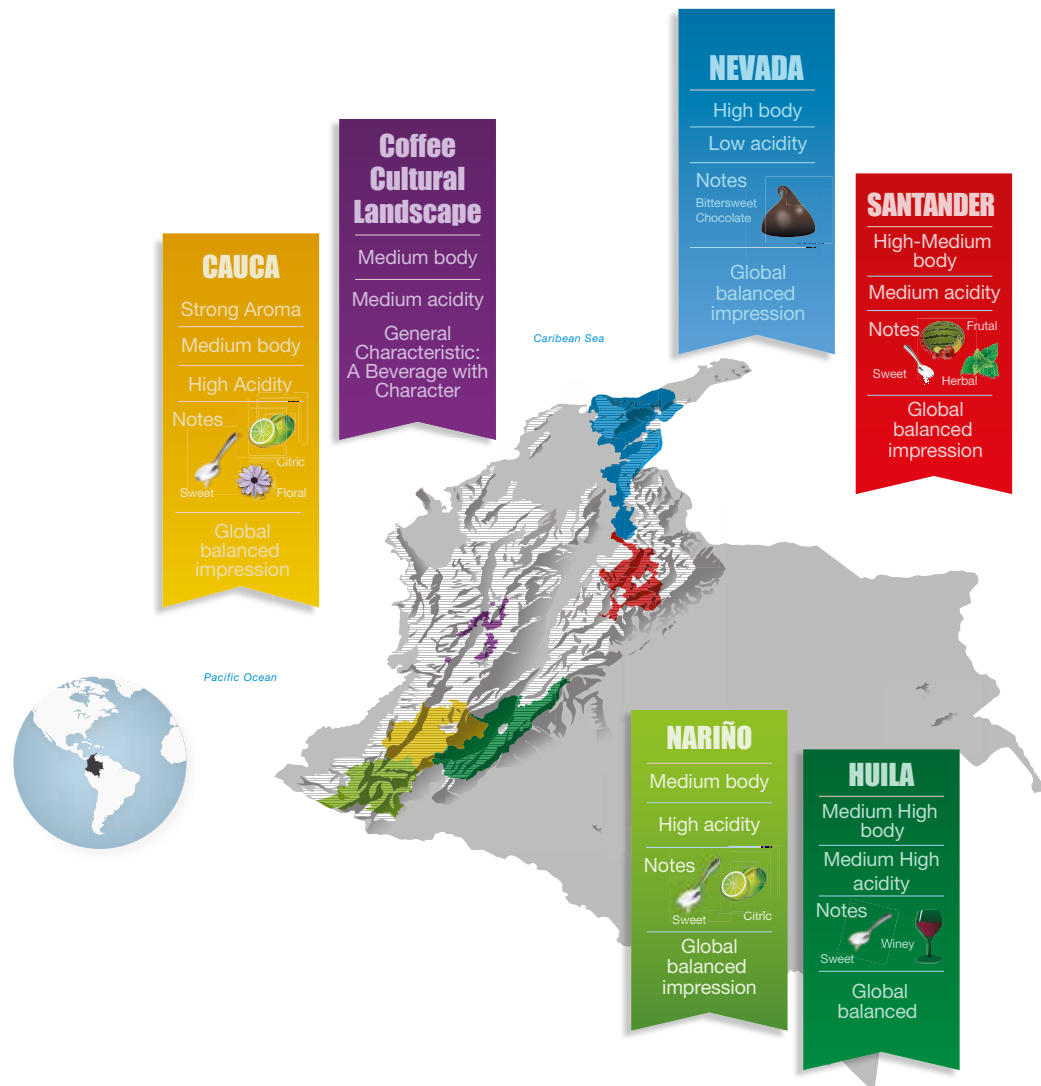 NEVADA
High body
Low acidity
Notes
Bittersweet
Chocolate
Global
balanced
impression
Coffee
Cultural
Landscape
Medium body
Medium acidity
General
Characteristic:
A Beverage with
Character
SANTANDER
High-Medium
body
Medium acidity
Notes
Frutal
Sweet
Herbal
Global
balanced
impression
CAUCA
Strong Aroma
Medium body
High Acidity
Notes
Citric
Sweet
Floral
Global
balanced
impression
Caribean Sea
Pacific Ocean
NARIÑO
Medium body
High acidity
Notes
Sweet
Citric
Global
balanced
impression
HUILA
Medium High
body
Medium High
acidity
Notes
Winey
Sweet
Global
balanced